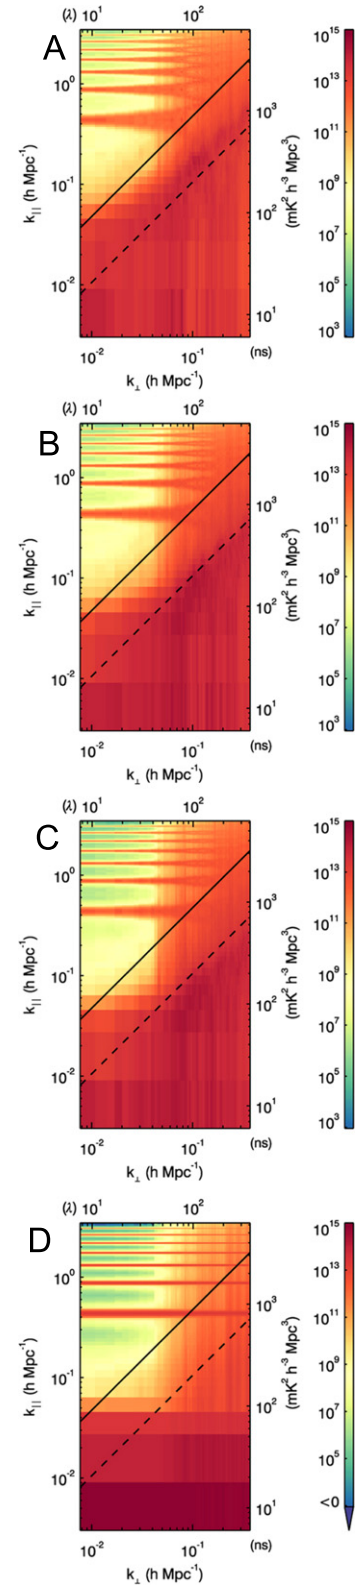 A
(λ) 10¹ 10² 10¹⁵
10⁰ 10¹³
k|| (h Mpc⁻¹) 10³ (mK² h⁻³ Mpc³) 10¹¹
10⁻¹ 10⁹
10² 10⁷
10⁻² 10⁵
10¹ 10³
10⁻² 10⁻¹ (ns)
k⊥ (h Mpc⁻¹)
B
(λ) 10¹ 10² 10¹⁵
10⁰ 10¹³
k|| (h Mpc⁻¹) 10³ (mK² h⁻³ Mpc³) 10¹¹
10⁻¹ 10⁹
10² 10⁷
10⁻² 10⁵
10¹ 10³
10⁻² 10⁻¹ (ns)
k⊥ (h Mpc⁻¹)
C
(λ) 10¹ 10² 10¹⁵
10⁰ 10¹³
k|| (h Mpc⁻¹) 10³ (mK² h⁻³ Mpc³) 10¹¹
10⁻¹ 10⁹
10² 10⁷
10⁻² 10⁵
10¹ 10³
10⁻² 10⁻¹ (ns)
k⊥ (h Mpc⁻¹)
D
(λ) 10¹ 10² 10¹⁵
10⁰ 10¹³
k|| (h Mpc⁻¹) 10³ (mK² h⁻³ Mpc³) 10¹¹
10⁻¹ 10⁹
10² 10⁷
10⁻² 10⁵
10¹ <0
10⁻² 10⁻¹ (ns)
k⊥ (h Mpc⁻¹)